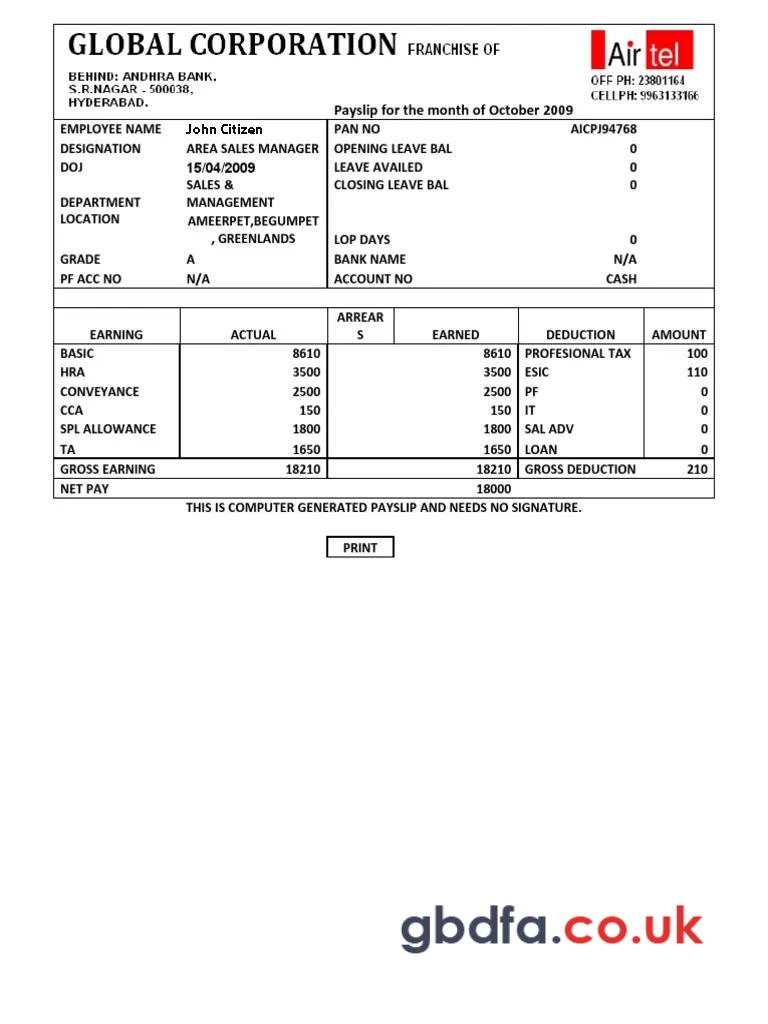 GLOBAL CORPORATION FRANCHISE OF
Airtel
BEHIND: ANDHRA BANK,
S.R.NAGAR - 500038,
HYDERABAD.
OFF PH: 23801164
CELLPH: 9963133166
Payslip for the month of October 2009
EMPLOYEE NAME John Citizen PAN NO AICPJ94768
DESIGNATION AREA SALES MANAGER OPENING LEAVE BAL 0
DOJ 15/04/2009 LEAVE AVAILED 0
SALES & CLOSING LEAVE BAL 0
DEPARTMENT MANAGEMENT
LOCATION AMEERPET,BEGUMPET
, GREENLANDS LOP DAYS 0
GRADE A BANK NAME N/A
PF ACC NO N/A ACCOUNT NO CASH
ARREAR
EARNING ACTUAL S EARNED DEDUCTION AMOUNT
BASIC 8610 8610 PROFESIONAL TAX 100
HRA 3500 3500 ESIC 110
CONVEYANCE 2500 2500 PF 0
CCA 150 150 IT 0
SPL ALLOWANCE 1800 1800 SAL ADV 0
TA 1650 1650 LOAN 0
GROSS EARNING 18210 18210 GROSS DEDUCTION 210
NET PAY 18000
THIS IS COMPUTER GENERATED PAYSLIP AND NEEDS NO SIGNATURE.
PRINT
gbdfa.co.uk